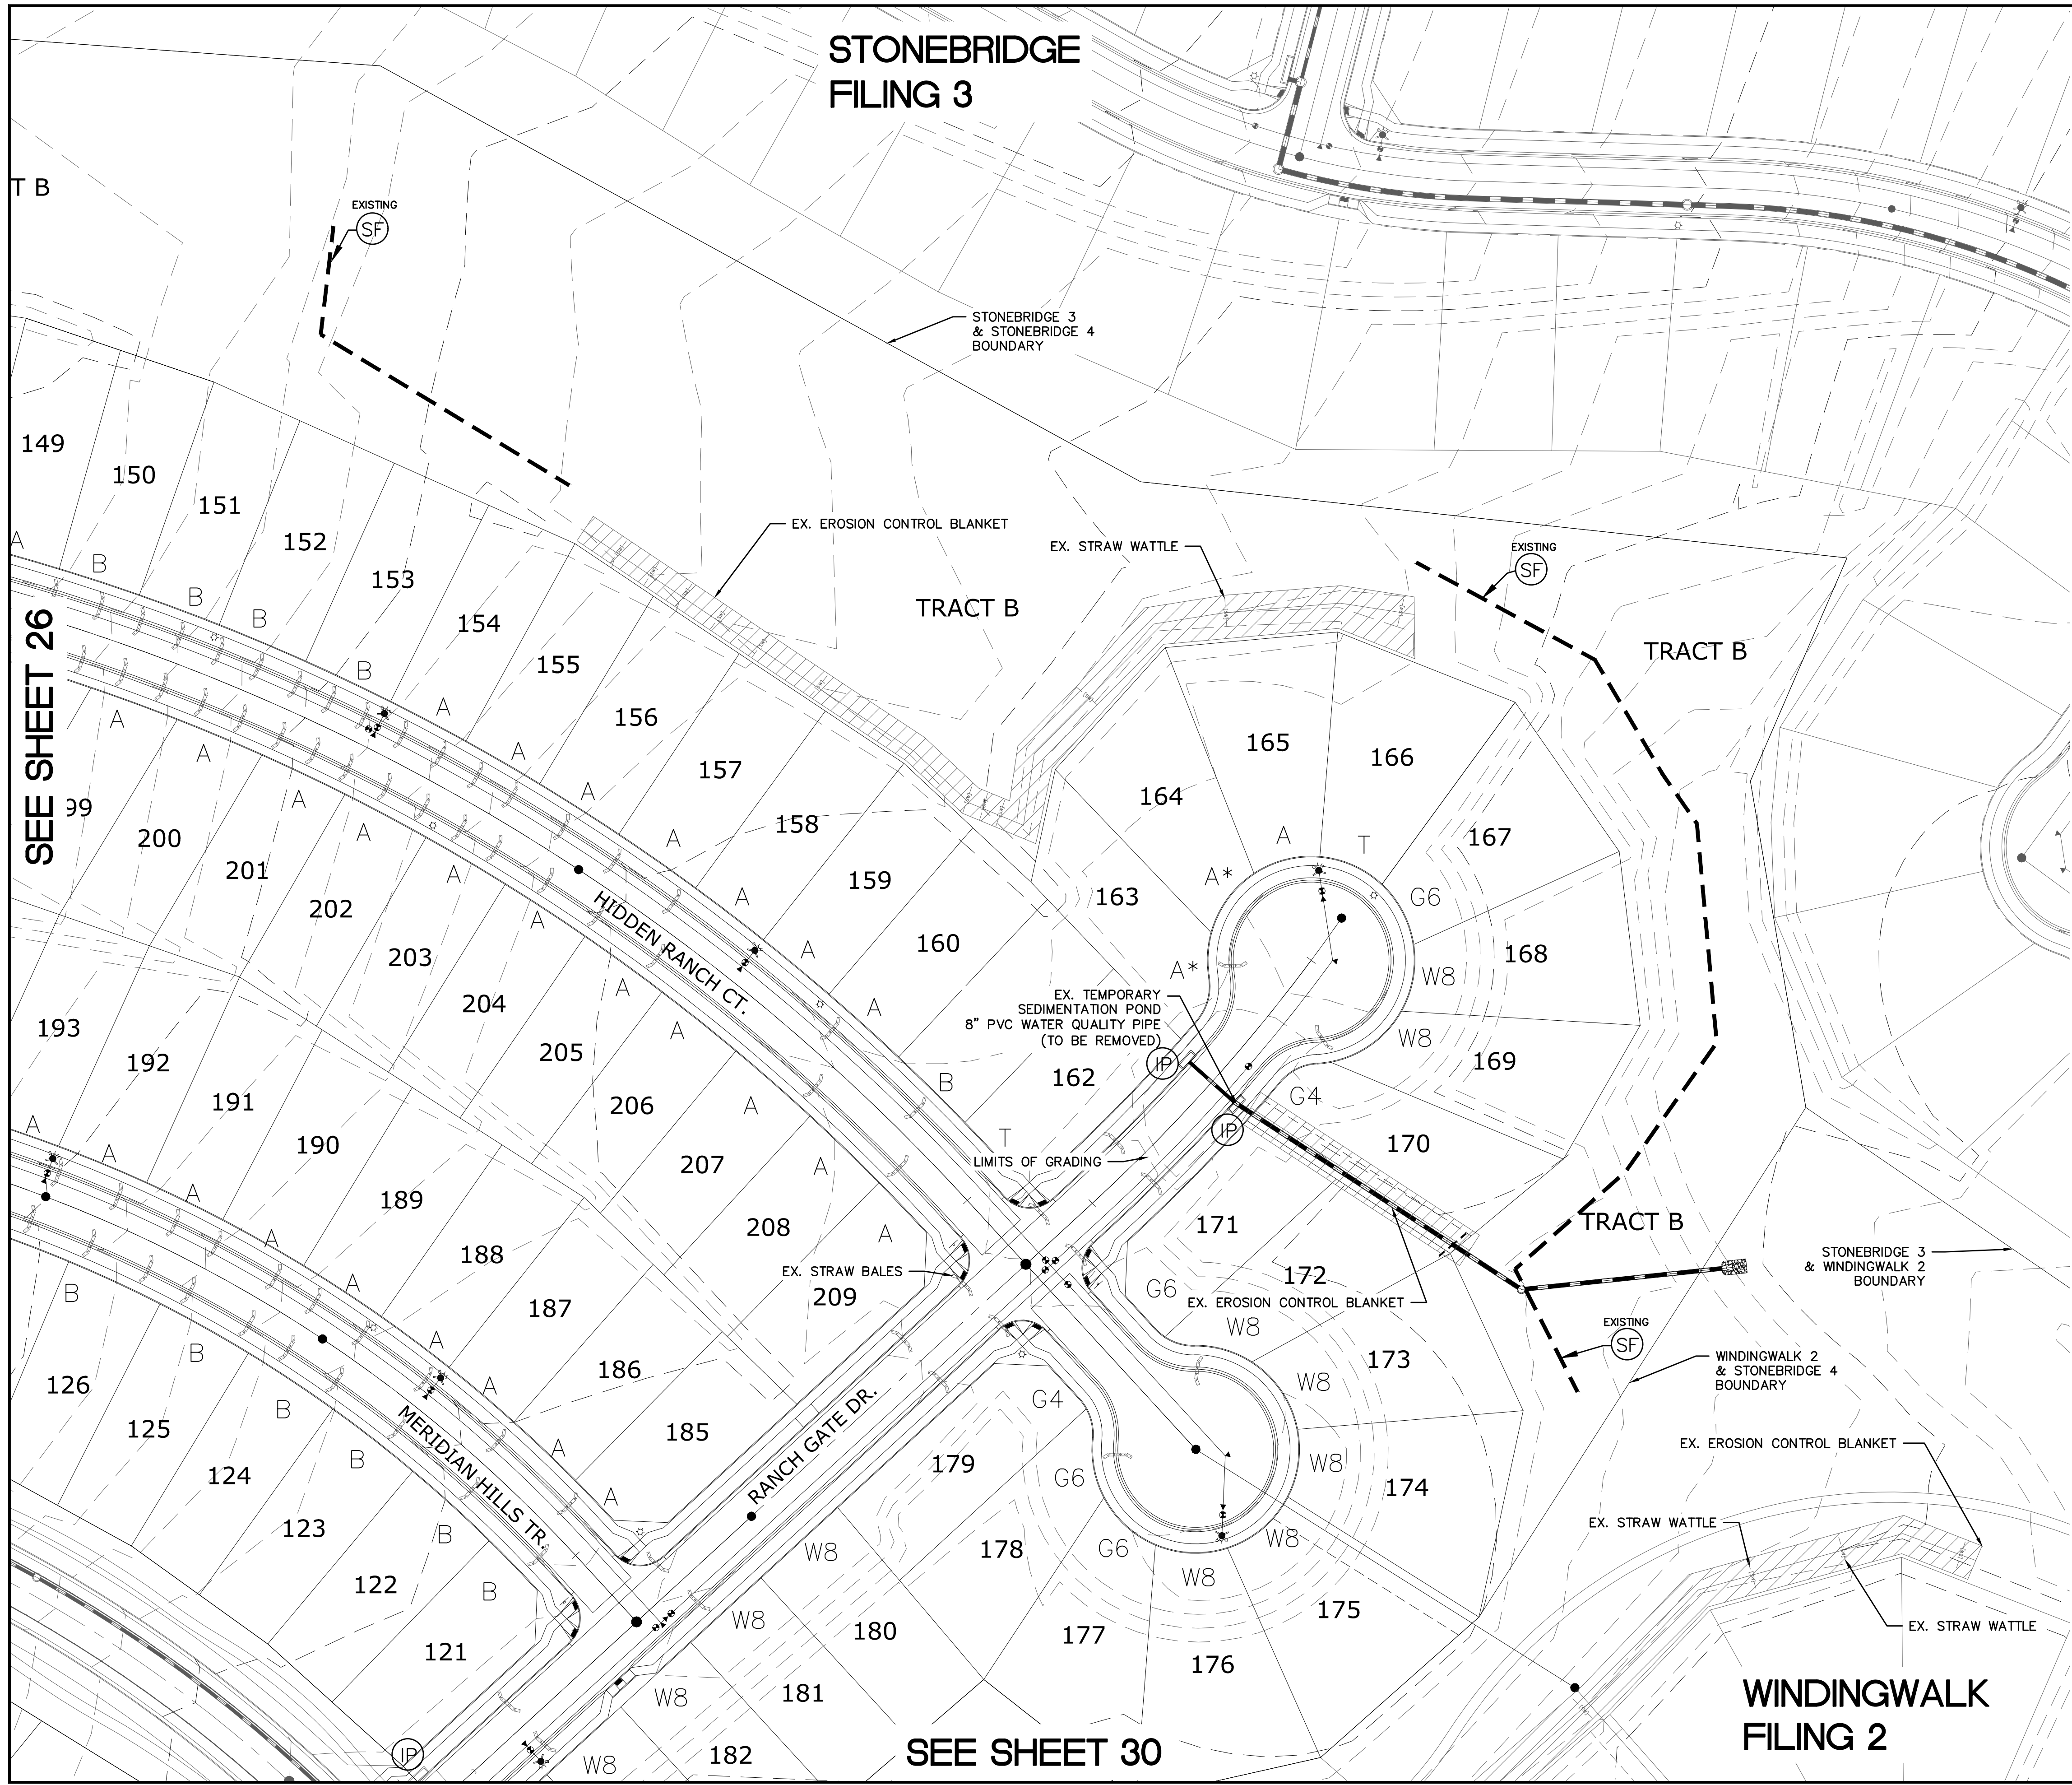 STONEBRIDGE
FILING 3
T B
EXISTING
SF
STONEBRIDGE 3
& STONEBRIDGE 4
BOUNDARY
149
150
151
152
153
154
155
156
157
158
159
160
162
163
164
165
166
167
168
169
170
171
172
173
174
175
176
177
178
179
180
181
182
185
186
187
188
189
190
191
192
193
99
200
201
202
203
204
205
206
207
208
209
121
122
123
124
125
126
EX. EROSION CONTROL BLANKET
EX. STRAW WATTLE
EXISTING
SF
TRACT B
TRACT B
SEE SHEET 26
A
B
B
B
B
A
A
A
A
A
A
A
B
T
A
A
A
A
A
A
A
A
A
A
A
HIDDEN RANCH CT.
A
T
A*
A*
G6
W8
W8
G4
EX. TEMPORARY
SEDIMENTATION POND
8" PVC WATER QUALITY PIPE
(TO BE REMOVED)
IP
IP
LIMITS OF GRADING
TRACT B
STONEBRIDGE 3
& WINDINGWALK 2
BOUNDARY
EX. STRAW BALES
EX. EROSION CONTROL BLANKET
EXISTING
SF
WINDINGWALK 2
& STONEBRIDGE 4
BOUNDARY
G6
W8
W8
W8
W8
W8
G6
G6
G4
A
A
A
A
A
A
A
A
A
B
B
B
B
B
B
MERIDIAN HILLS TR.
RANCH GATE DR.
W8
W8
W8
W8
IP
EX. EROSION CONTROL BLANKET
EX. STRAW WATTLE
EX. STRAW WATTLE
SEE SHEET 30
WINDINGWALK
FILING 2